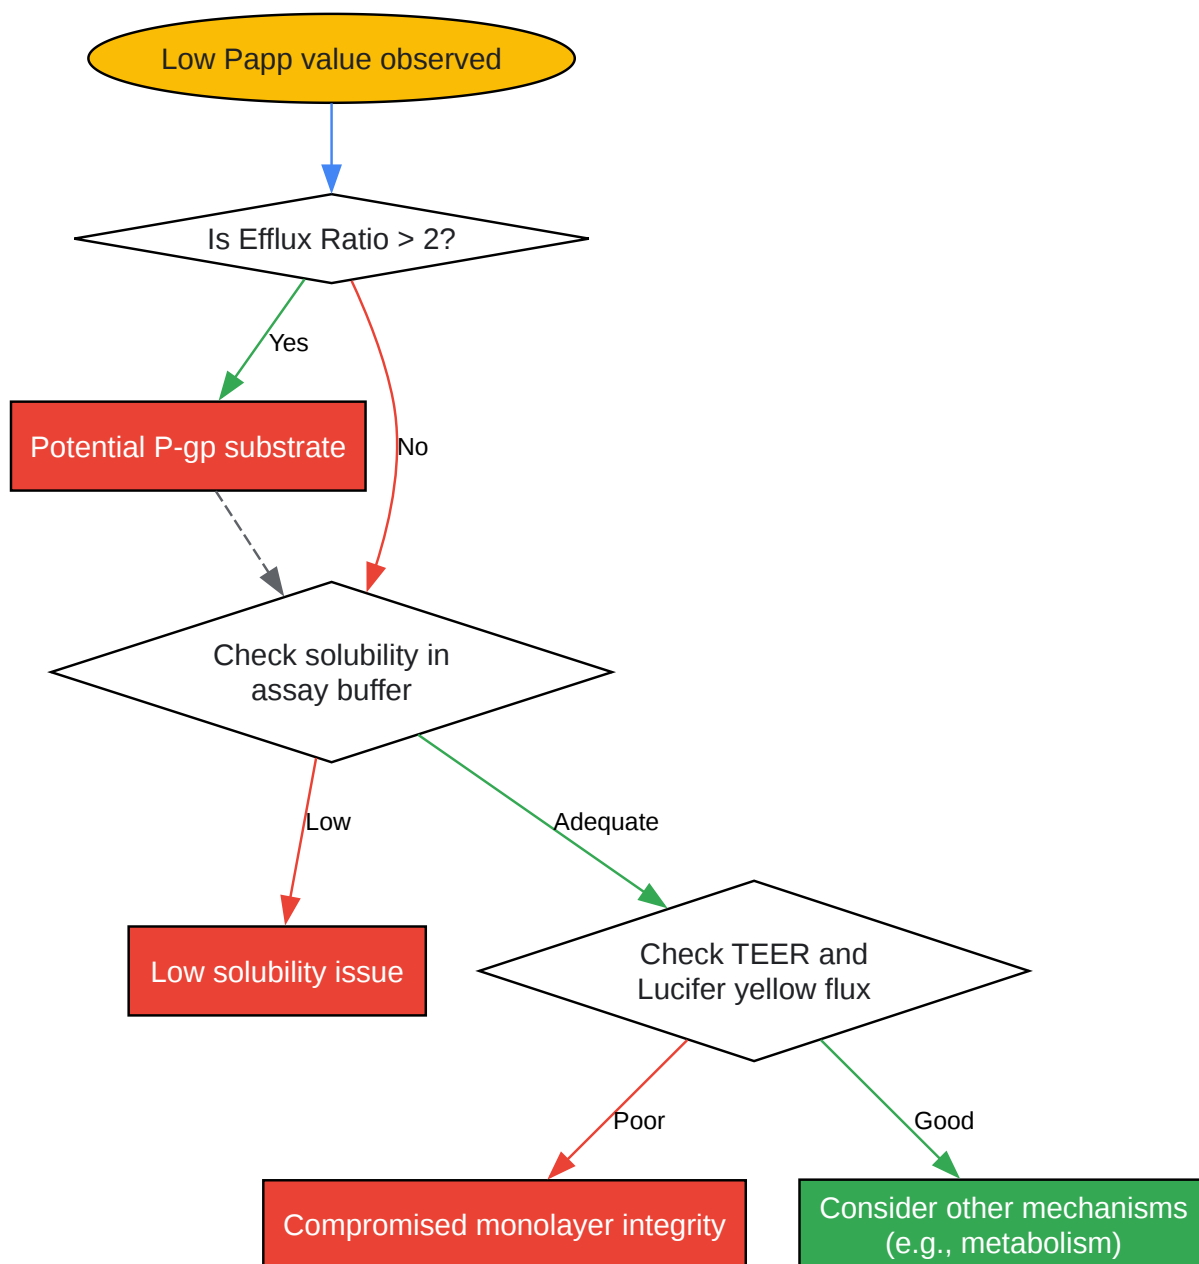 Low Papp value observed
Is Efflux Ratio > 2?
Yes
Potential P-gp substrate
No
Check solubility in
assay buffer
Low
Adequate
Low solubility issue
Check TEER and
Lucifer yellow flux
Poor
Good
Compromised monolayer integrity
Consider other mechanisms
(e.g., metabolism)